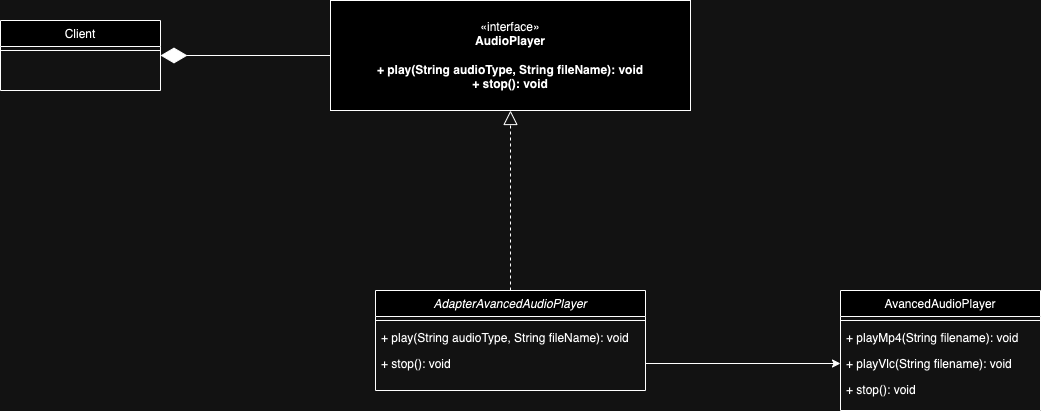 Client
«interface»
AudioPlayer
+ play(String audioType, String fileName): void
+ stop(): void
AdapterAvancedAudioPlayer
+ play(String audioType, String fileName): void
+ stop(): void
AvancedAudioPlayer
+ playMp4(String filename): void
+ playVlc(String filename): void
+ stop(): void